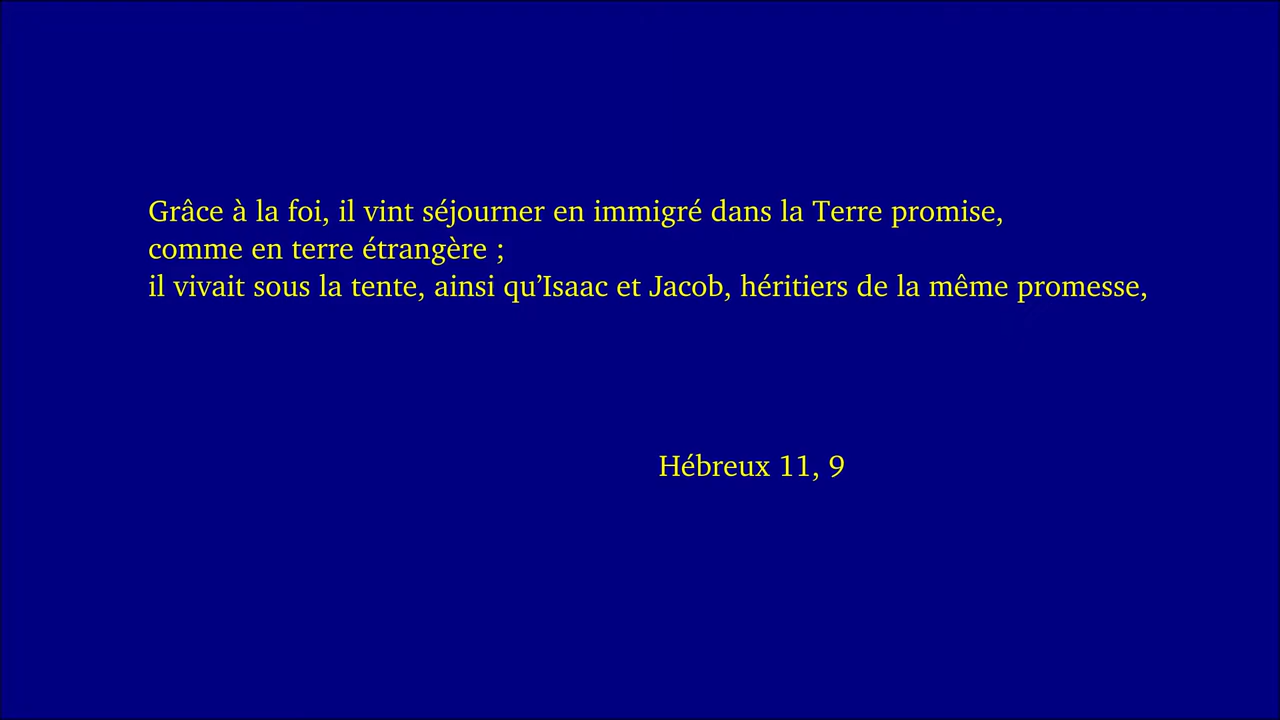 Grâce à la foi, il vint séjourner en immigré dans la Terre promise,
comme en terre étrangère ;
il vivait sous la tente, ainsi qu’Isaac et Jacob, héritiers de la même promesse,
Hébreux 11, 9